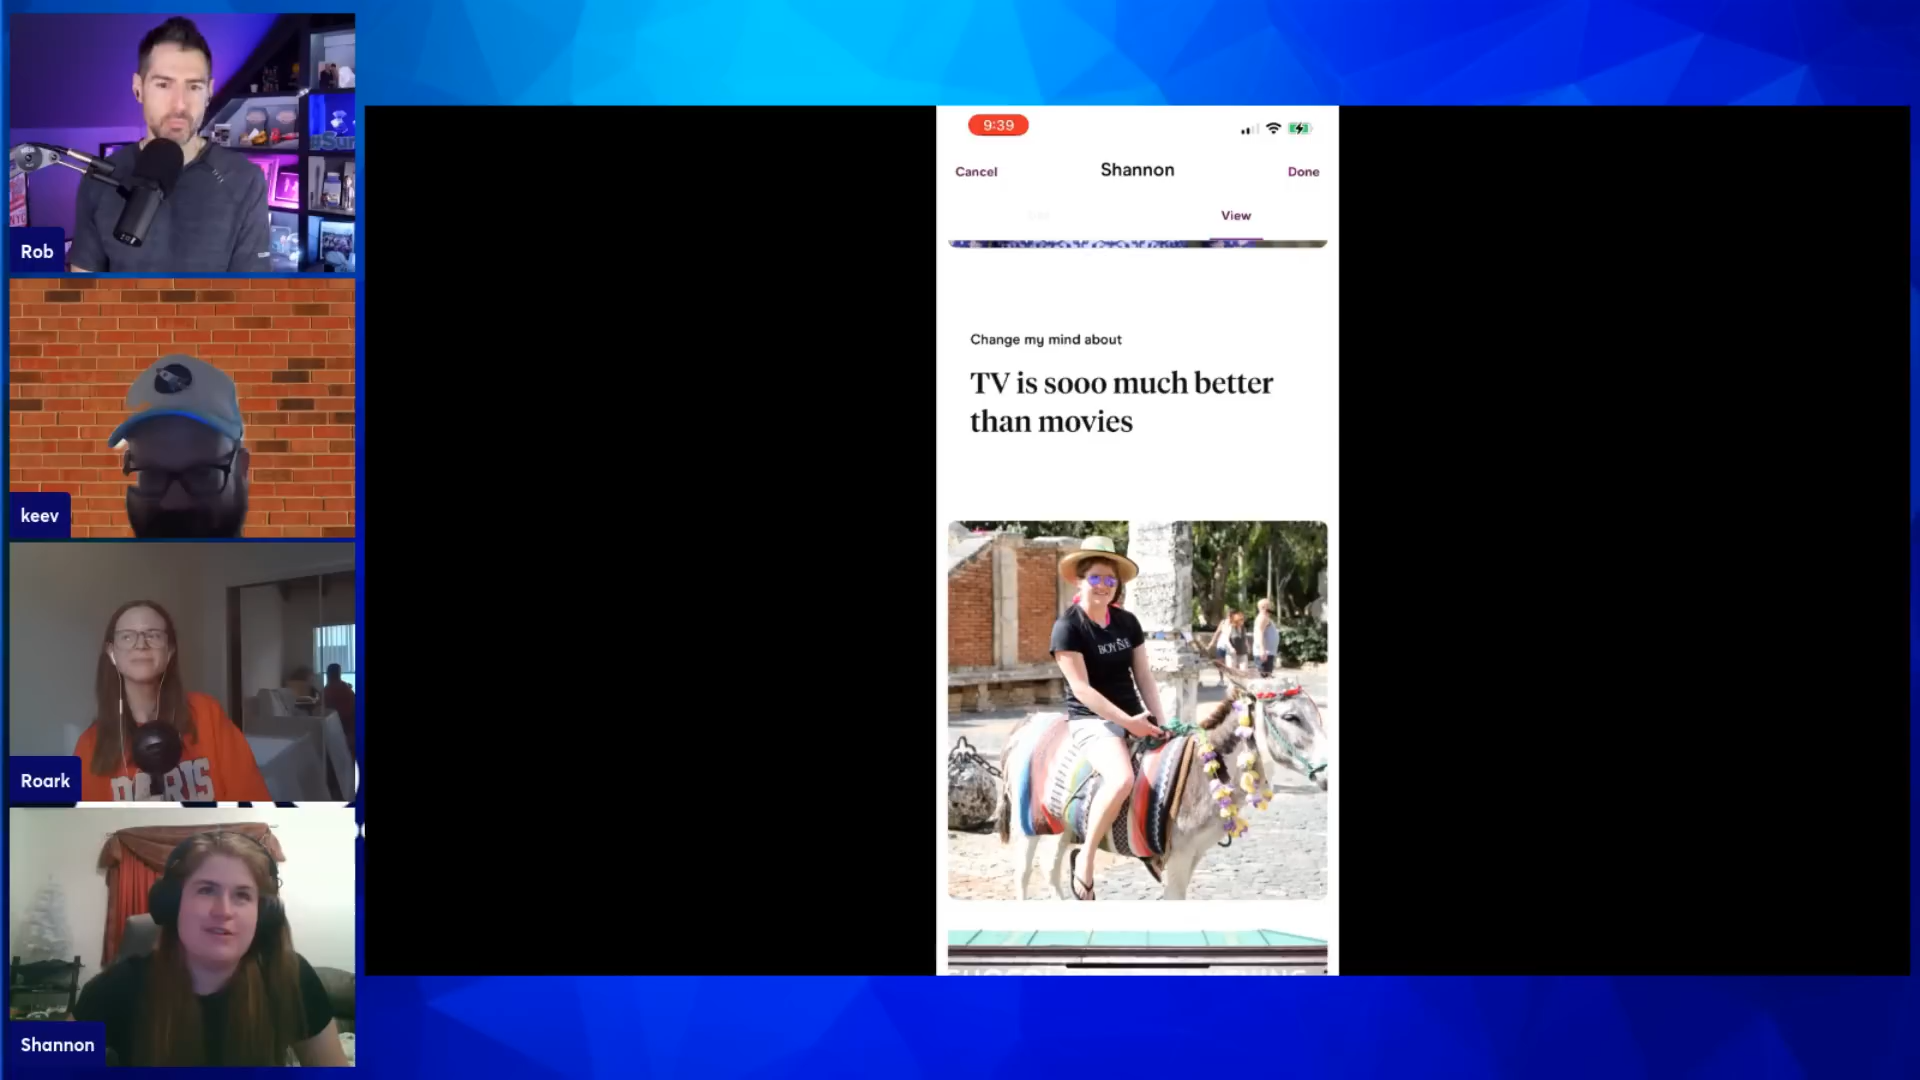 Rob
keev
Roark
Shannon
NYC
9:39
Cancel
Shannon
Done
View
Change my mind about
TV is sooo much better
than movies